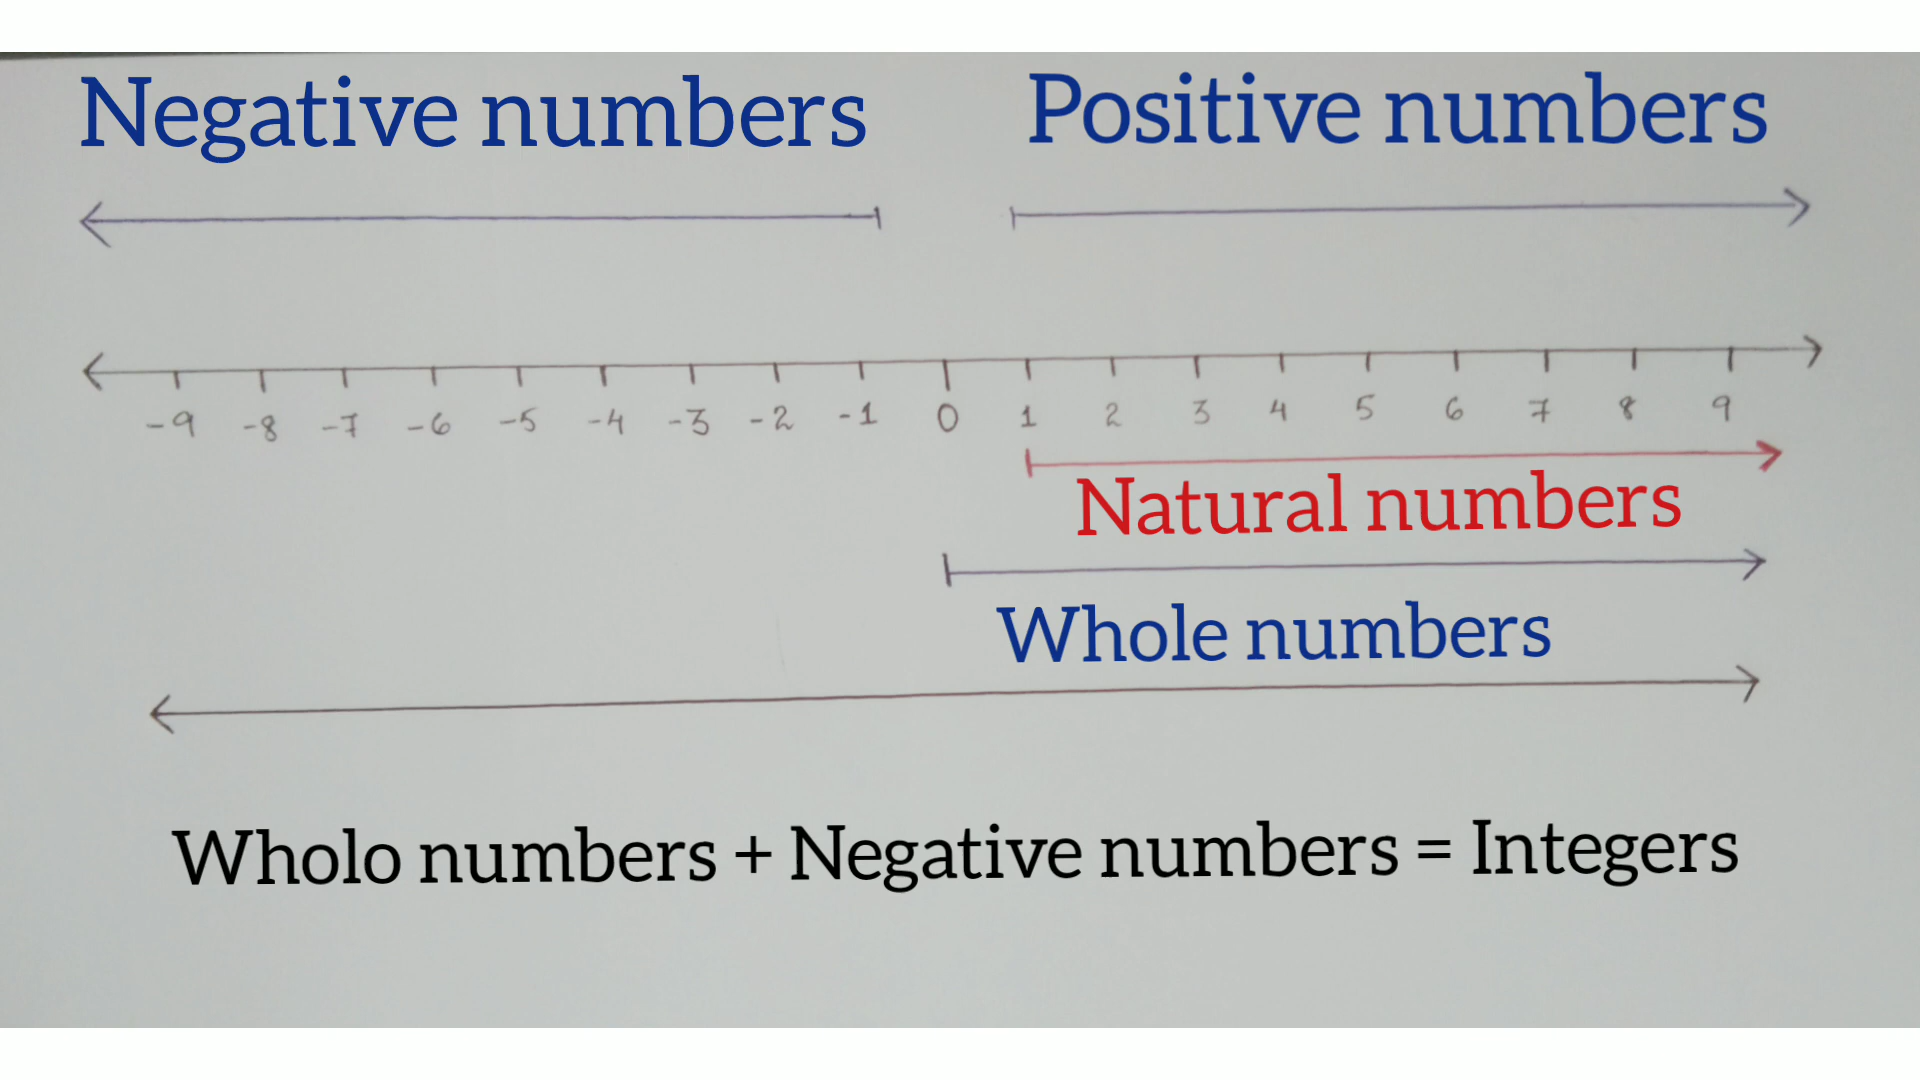 Negative numbers Positive numbers
-9 -8 -7 -6 -5 -4 -3 -2 -1 0 1 2 3 4 5 6 7 8 9
Natural numbers
Whole numbers
Wholo numbers + Negative numbers = Integers